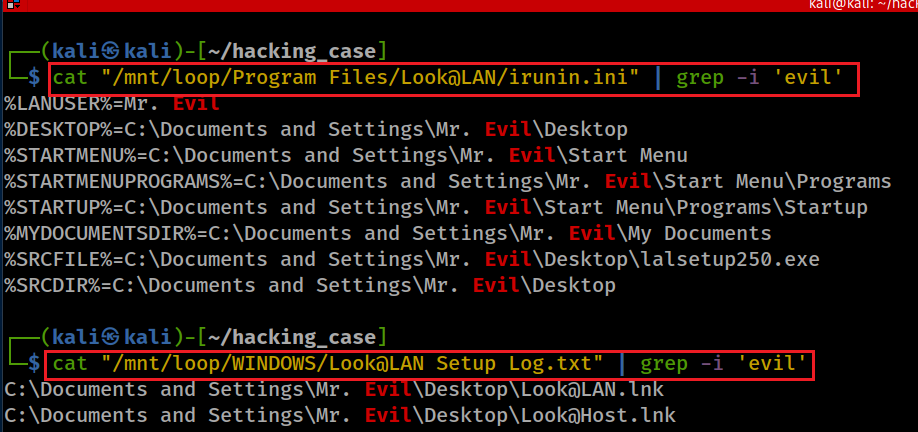 kali@kali: ~/hack
┌──(kali㉿kali)-[~/hacking_case]
└─$ cat "/mnt/loop/Program Files/Look@LAN/irunin.ini" | grep -i 'evil'
%LANUSER%=Mr. Evil
%DESKTOP%=C:\Documents and Settings\Mr. Evil\Desktop
%STARTMENU%=C:\Documents and Settings\Mr. Evil\Start Menu
%STARTMENUPROGRAMS%=C:\Documents and Settings\Mr. Evil\Start Menu\Programs
%STARTUP%=C:\Documents and Settings\Mr. Evil\Start Menu\Programs\Startup
%MYDOCUMENTSDIR%=C:\Documents and Settings\Mr. Evil\My Documents
%SRCFILE%=C:\Documents and Settings\Mr. Evil\Desktop\lalsetup250.exe
%SRCDIR%=C:\Documents and Settings\Mr. Evil\Desktop
┌──(kali㉿kali)-[~/hacking_case]
└─$ cat "/mnt/loop/WINDOWS/Look@LAN Setup Log.txt" | grep -i 'evil'
C:\Documents and Settings\Mr. Evil\Desktop\Look@LAN.lnk
C:\Documents and Settings\Mr. Evil\Desktop\Look@Host.lnk